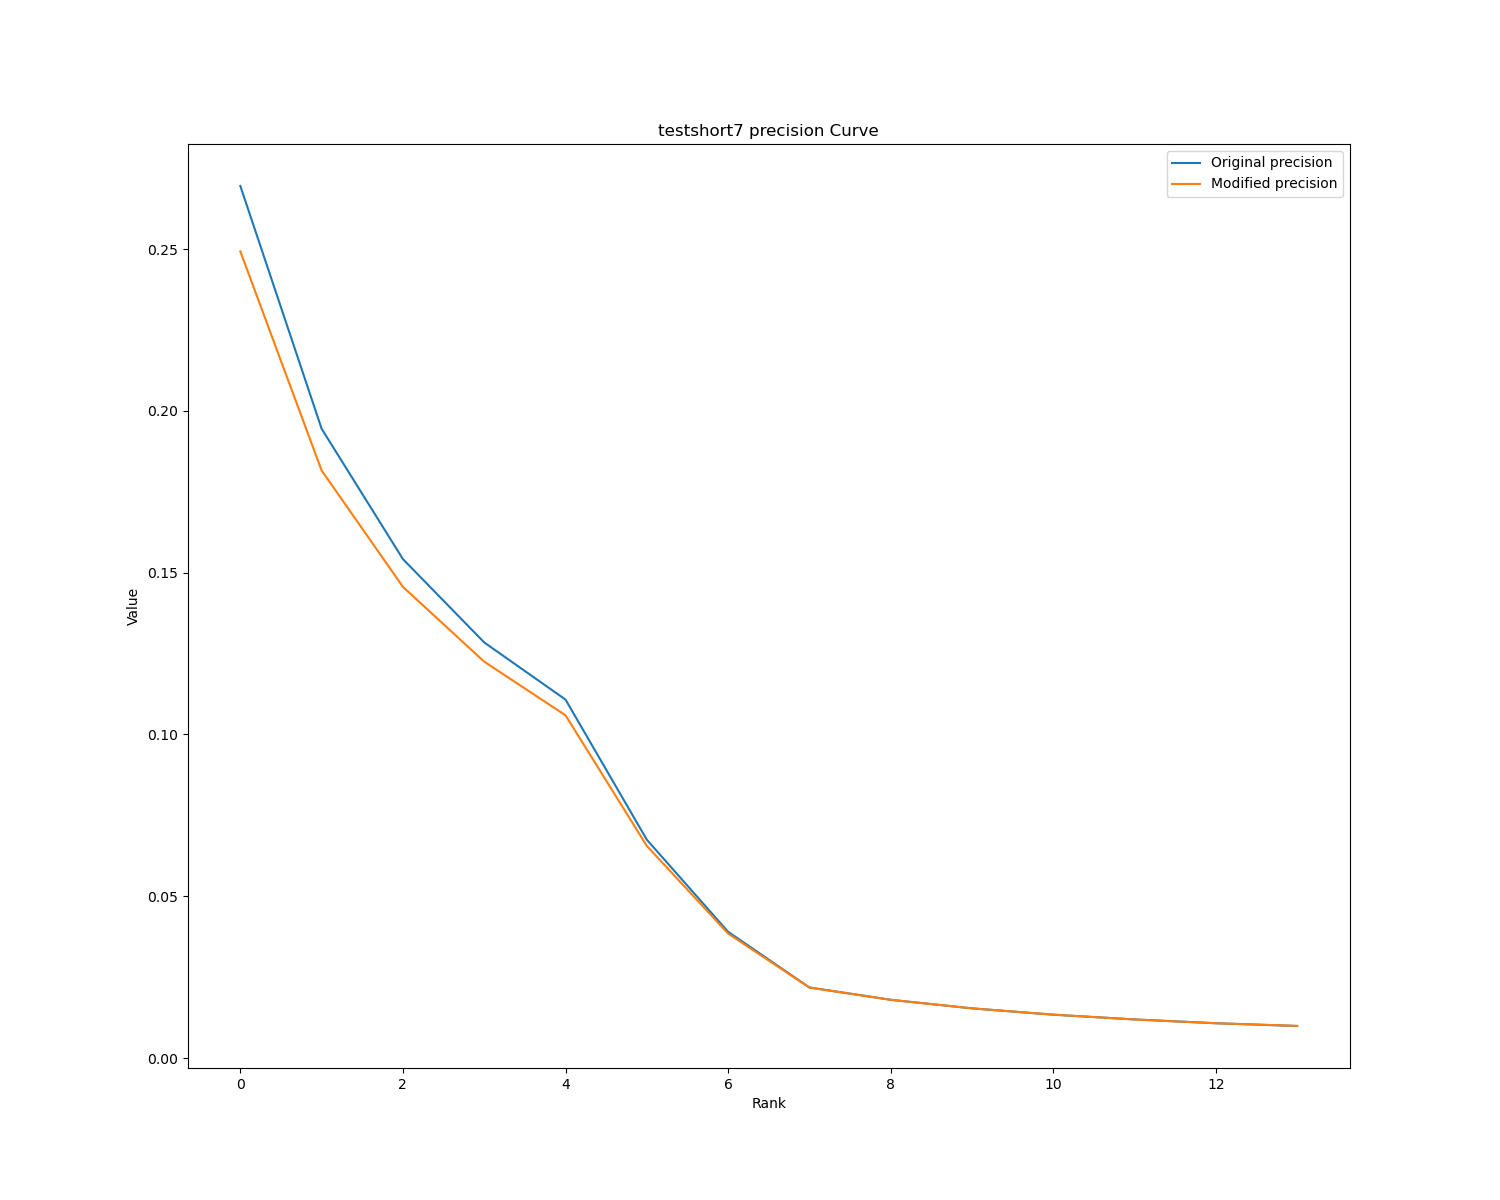 testshort7 precision Curve
Original precision
Modified precision
0.25
0.20
0.15
0.10
0.05
0.00
Value
0 2 4 6 8 10 12
Rank